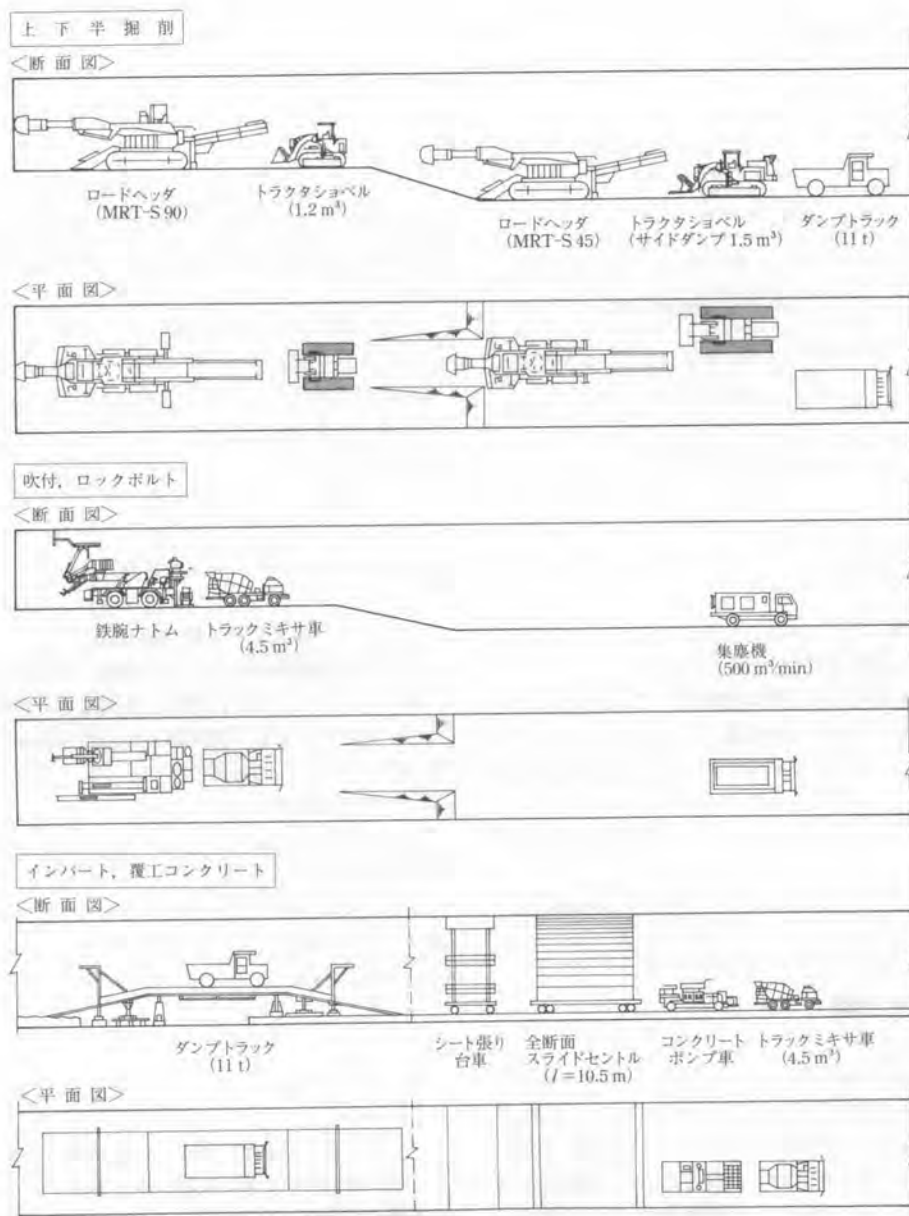 上下半掘削
<断面図>
ロードヘッダ
(MRT-S 90)
トラクタショベル
(1.2 m³)
ロードヘッダ
(MRT-S 45)
トラクタショベル
(サイドダンプ 1.5 m³)
ダンプトラック
(11 t)
<平面図>
吹付,ロックボルト
<断面図>
鉄腕ナトム
トラックミキサ車
(4.5 m³)
集塵機
(500 m³/min)
<平面図>
インバート,覆工コンクリート
<断面図>
ダンプトラック
(11 t)
シート張り
台車
全断面
スライドセントル
(l=10.5 m)
コンクリート
ポンプ車
トラックミキサ車
(4.5 m³)
<平面図>